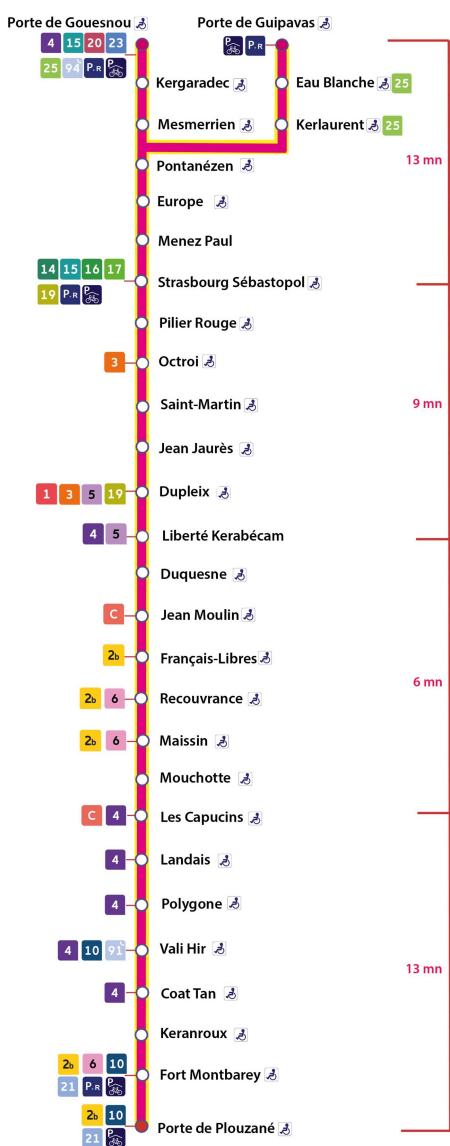 Porte de Gouesnou Porte de Guipavas
4 15 20 23 P P+R
25 94 P+R P
Kergaradec Eau Blanche 25
Mesmerrien Kerlaurent 25
13 mn
Pontanézen
Europe
Menez Paul
14 15 16 17
Strasbourg Sébastopol
19 P+R P
Pilier Rouge
3 Octroi
Saint-Martin
9 mn
Jean Jaurès
1 3 5 19 Dupleix
4 5 Liberté Kerabécam
Duquesne
C Jean Moulin
2b Français-Libres
6 mn
2b 6 Recouvrance
2b 6 Maissin
Mouchotte
C 4 Les Capucins
4 Landais
4 Polygone
4 10 91 Vali Hir
13 mn
4 Coat Tan
Keranroux
2b 6 10
Fort Montbarey
21 P+R P
2b 10
Porte de Plouzané
21 P